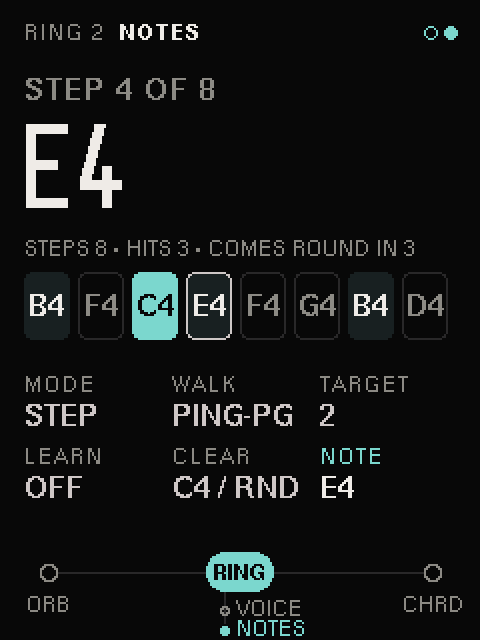 RING 2 NOTES
STEP 4 OF 8
E4
STEPS 8 · HITS 3 · COMES ROUND IN 3
B4 F4 C4 E4 F4 G4 B4 D4
MODE WALK TARGET
STEP PING-PG 2
LEARN CLEAR NOTE
OFF C4 / RND E4
RING
ORB CHRD
VOICE
NOTES